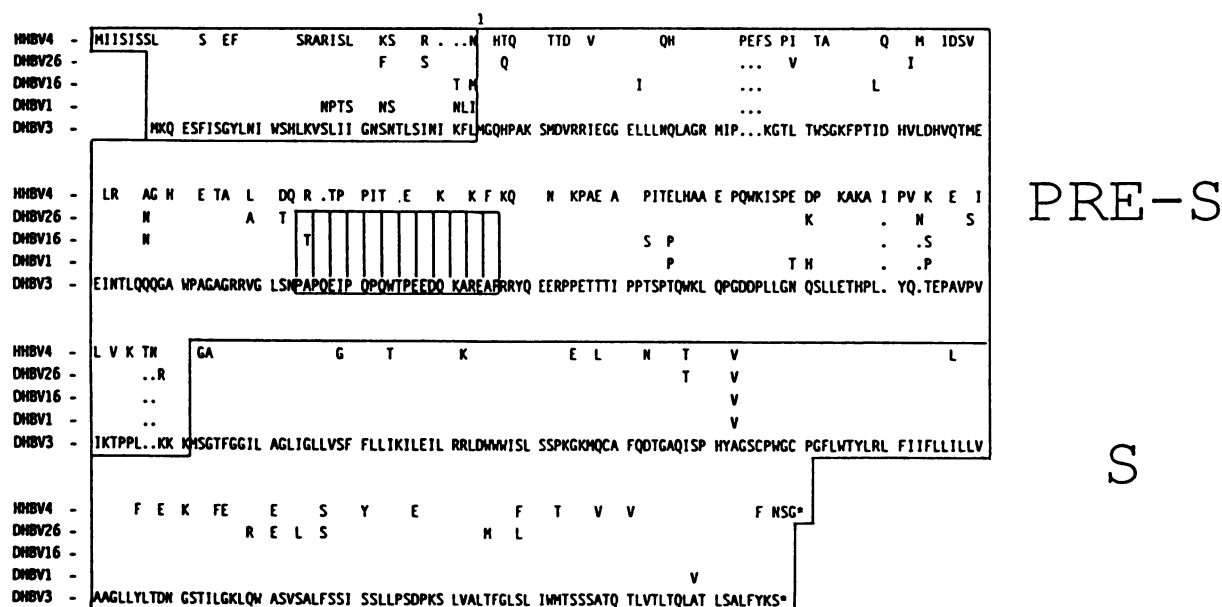 1
HHBV4 - MIISISSL S EF SRARISL KS R . ..N HTQ TTD V QH PEFS PI TA Q M IDSV
DHBV26 - F S Q ... V I
DHBV16 - T M I ... L
DHBV1 - NPTS NS NLI ...
DHBV3 - MKQ ESFISGYLNI WSHLKVSLII GNSNTLSINI KFLMGQHPAK SMDVRRIEGG ELLLNQLAGR MIP...KGTL TWSGKFPTID HVLDHVQTME
HHBV4 - LR AG H E TA L DQ R .TP PIT .E K K F KQ N KPAE A PITELHAA E PQWKISPE DP KAKA I PV K E I
DHBV26 - N A T K . N S
DHBV16 - N T S P . .S
DHBV1 - P T H . .P
DHBV3 - EINTLQQQGA WPAGAGRRVG LSNPAPQEIP QPQWTPEEDQ KAREAFRRYQ EERPPETTTI PPTSPTQWKL QPGDDPLLGN QSLLETHPL. YQ.TEPAVPV
PRE-S
HHBV4 - L V K TN GA G T K E L N T V L
DHBV26 - ..R T V
DHBV16 - .. V
DHBV1 - .. V
DHBV3 - IKTPPL..KK KMSGTFGGIL AGLIGLLVSF FLLIKILEIL RRLDWWWISL SSPKGKMQCA FQDTGAQISP HYAGSCPWGC PGFLWTYLRL FIIFLLILLV
S
HHBV4 - F E K FE E S Y E F T V V F NSG*
DHBV26 - R E L S M L
DHBV16 -
DHBV1 - V
DHBV3 - AAGLLYLTDN GSTILGKLQW ASVSALFSSI SSLLPSDPKS LVALTFGLSL IWMTSSSATQ TLVTLTQLAT LSALFYKS*